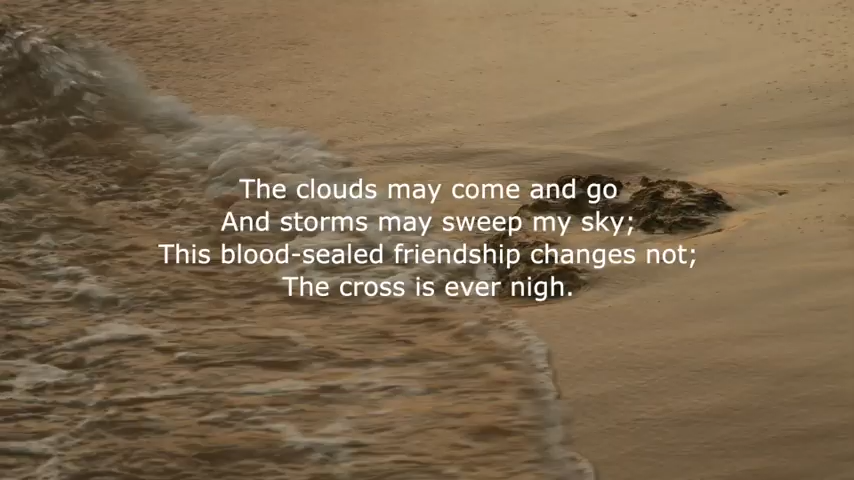 The clouds may come and go
And storms may sweep my sky;
This blood-sealed friendship changes not;
The cross is ever nigh.